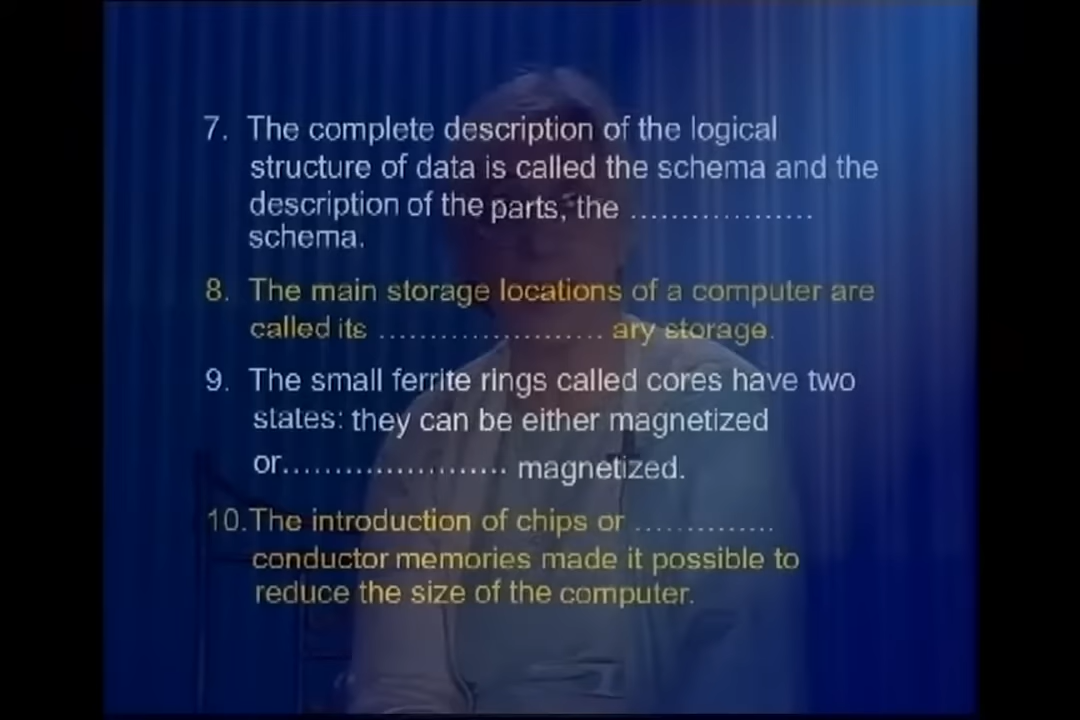 7. The complete description of the logical
structure of data is called the schema and the
description of the parts, the ..................
schema.
8. The main storage locations of a computer are
called its ...................... ary storage.
9. The small ferrite rings called cores have two
states: they can be either magnetized
or...................... magnetized.
10.The introduction of chips or ..............
conductor memories made it possible to
reduce the size of the computer.